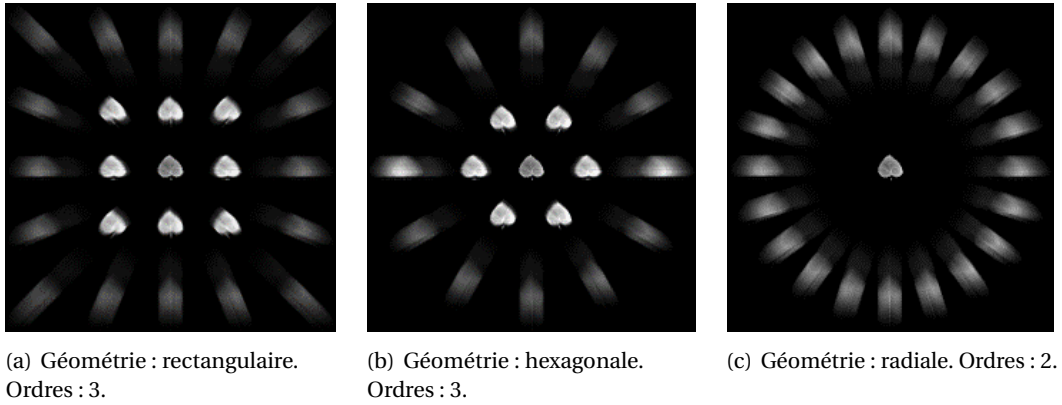 (a) Géométrie : rectangulaire.
Ordres : 3.
(b) Géométrie : hexagonale.
Ordres : 3.
(c) Géométrie : radiale. Ordres : 2.